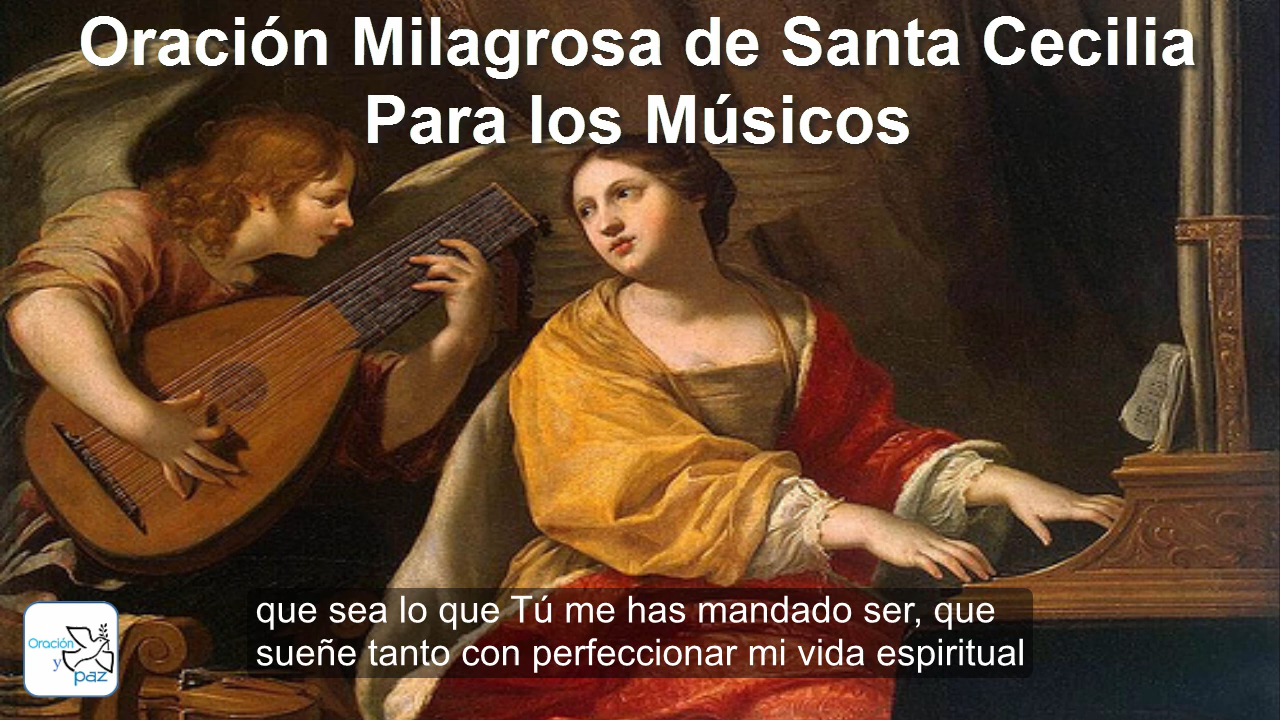 Oración Milagrosa de Santa Cecilia
Para los Músicos
que sea lo que Tú me has mandado ser, que
sueñe tanto con perfeccionar mi vida espiritual
Oración
y
paz